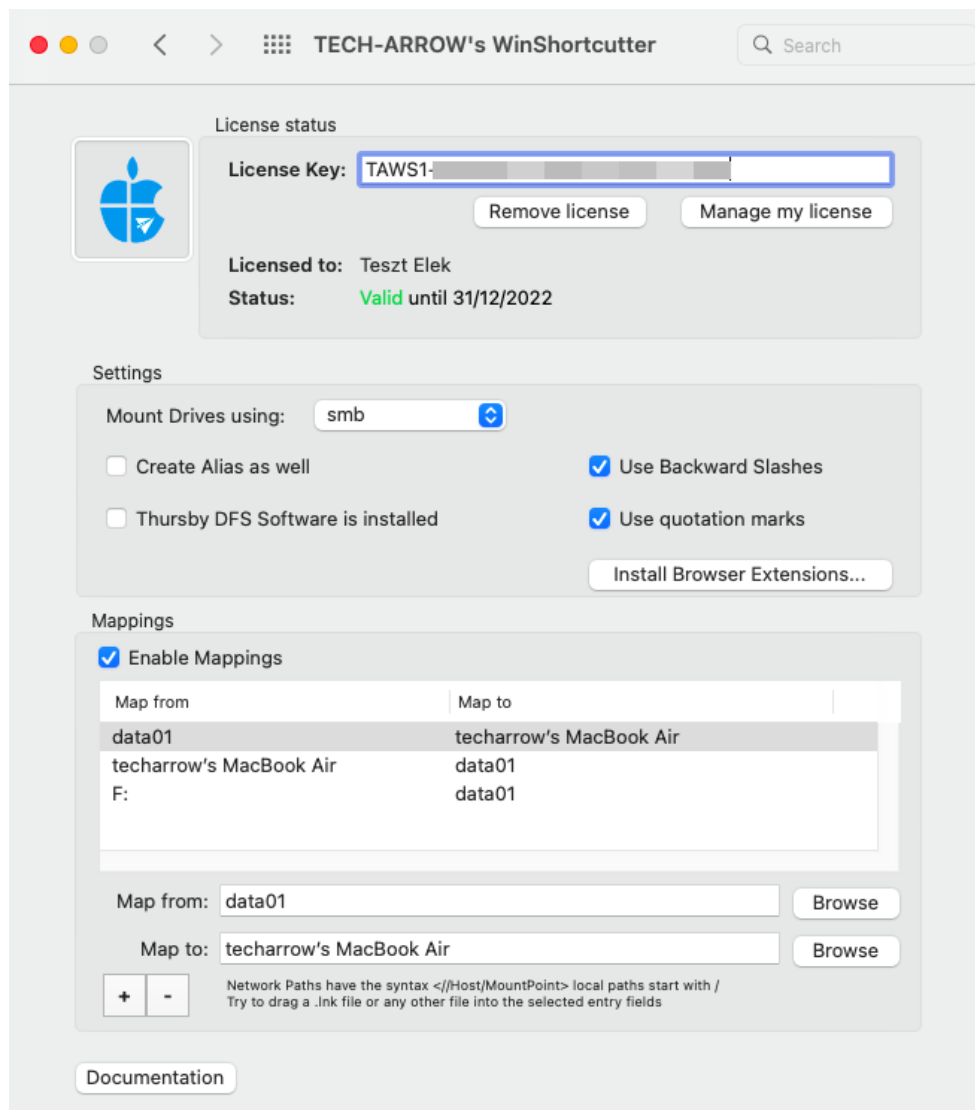 TECH-ARROW's WinShortcutter
Search
License status
License Key: TAWS1-
Remove license
Manage my license
Licensed to: Teszt Elek
Status: Valid until 31/12/2022
Settings
Mount Drives using: smb
Create Alias as well
Use Backward Slashes
Thursby DFS Software is installed
Use quotation marks
Install Browser Extensions...
Mappings
Enable Mappings
Map from Map to
data01 techarrow's MacBook Air
techarrow's MacBook Air data01
F: data01
Map from: data01 Browse
Map to: techarrow's MacBook Air Browse
+ -
Network Paths have the syntax <//Host/MountPoint> local paths start with /
Try to drag a .lnk file or any other file into the selected entry fields
Documentation